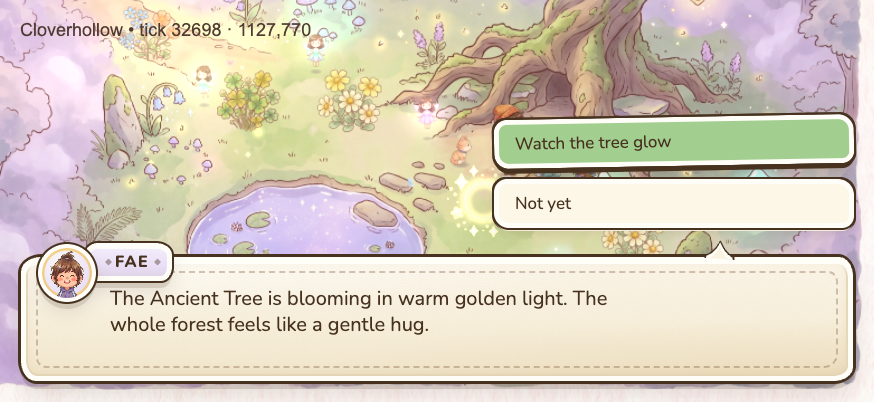 Cloverhollow • tick 32698 · 1127,770
Watch the tree glow
Not yet
FAE
The Ancient Tree is blooming in warm golden light. The
whole forest feels like a gentle hug.